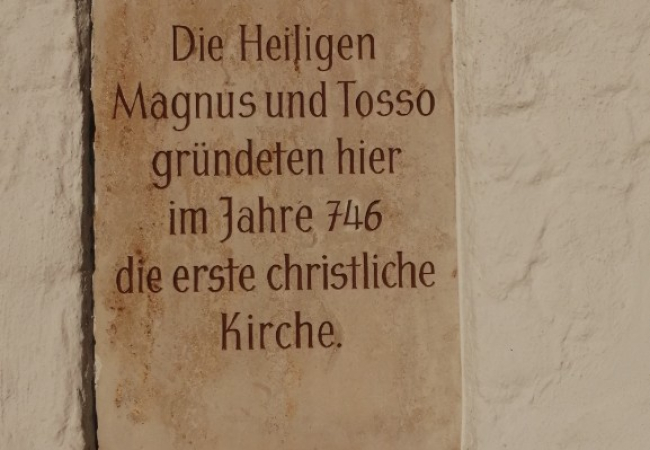 Die Heiligen
Magnus und Tosso
gründeten hier
im Jahre 746
die erste christliche
Kirche.